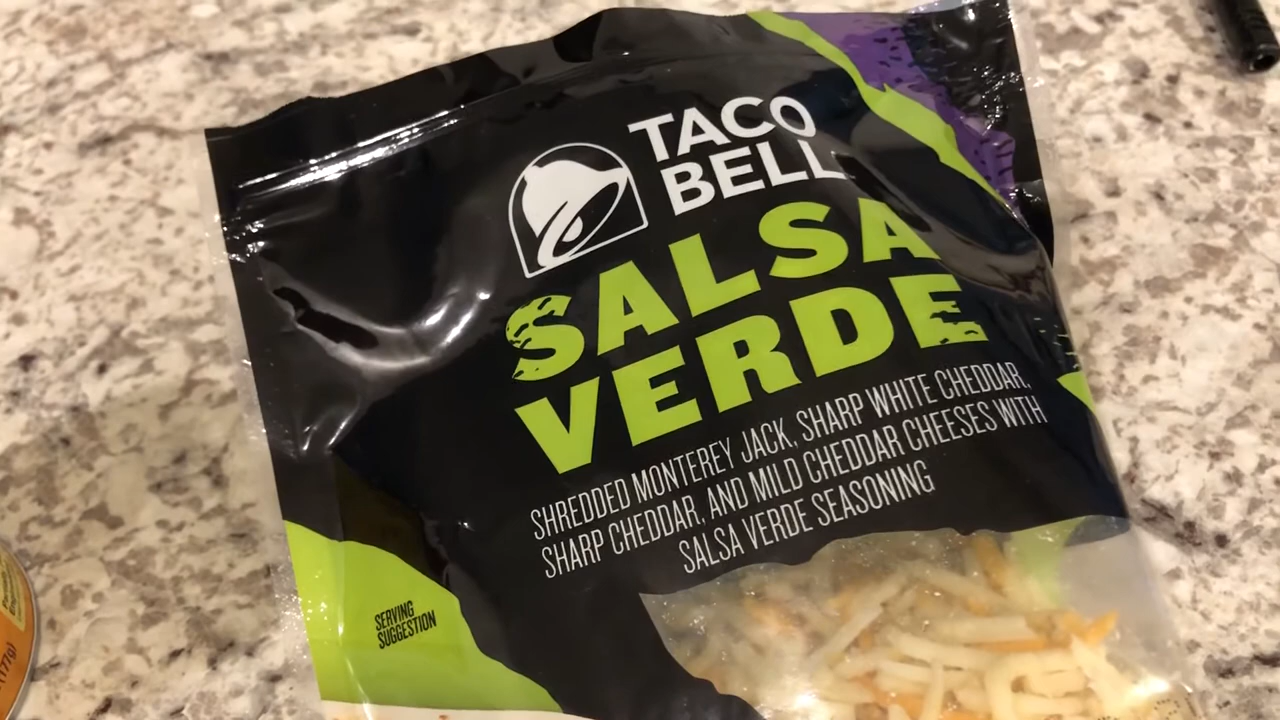 TACO
BELL
SALSA
VERDE
SHREDDED MONTEREY JACK, SHARP WHITE CHEDDAR,
SHARP CHEDDAR, AND MILD CHEDDAR CHEESES WITH
SALSA VERDE SEASONING
SERVING
SUGGESTION
(177g)